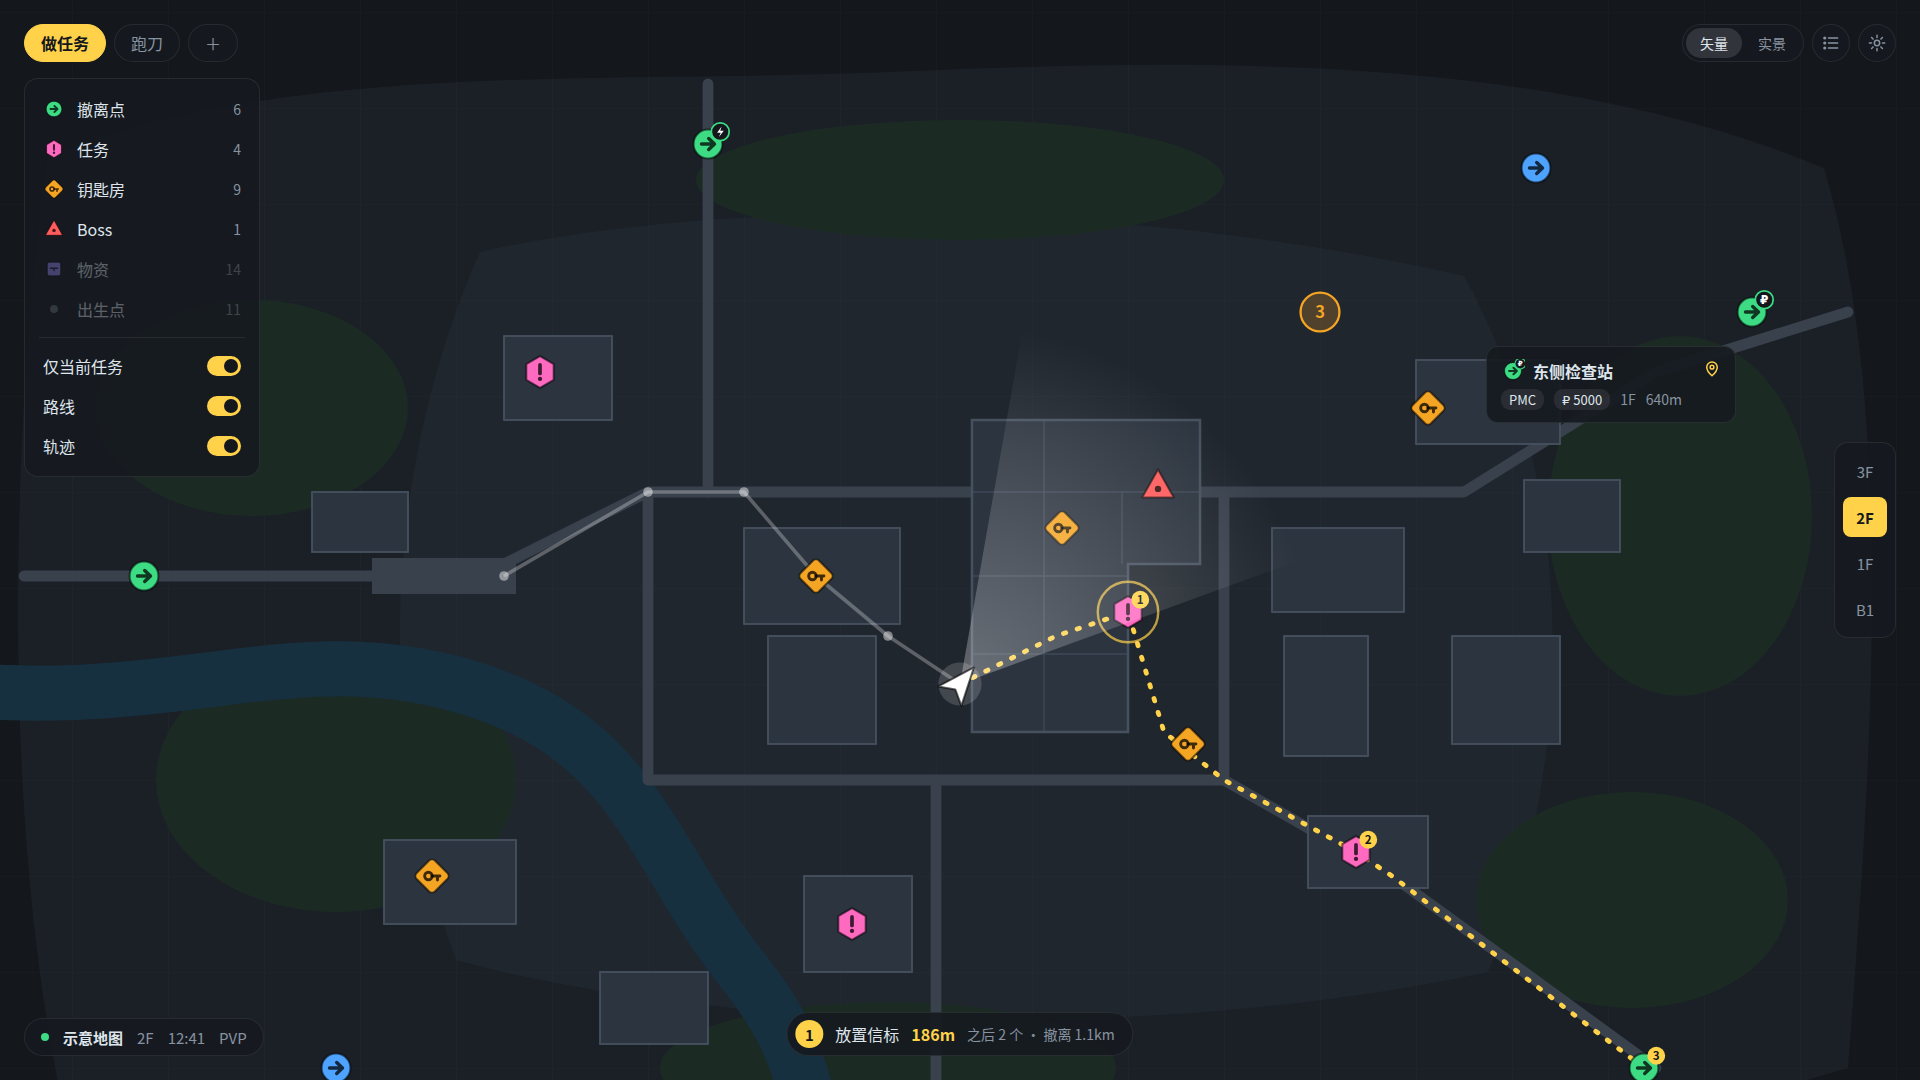 做任务
跑刀
+
矢量
实景
撤离点 6
任务 4
钥匙房 9
Boss 1
物资 14
出生点 11
仅当前任务
路线
轨迹
3
₽
东侧检查站
PMC ₽ 5000 1F 640m
3F
2F
1F
B1
1
2
3
示意地图 2F 12:41 PVP
1 放置信标 186m 之后 2 个 · 撤离 1.1km